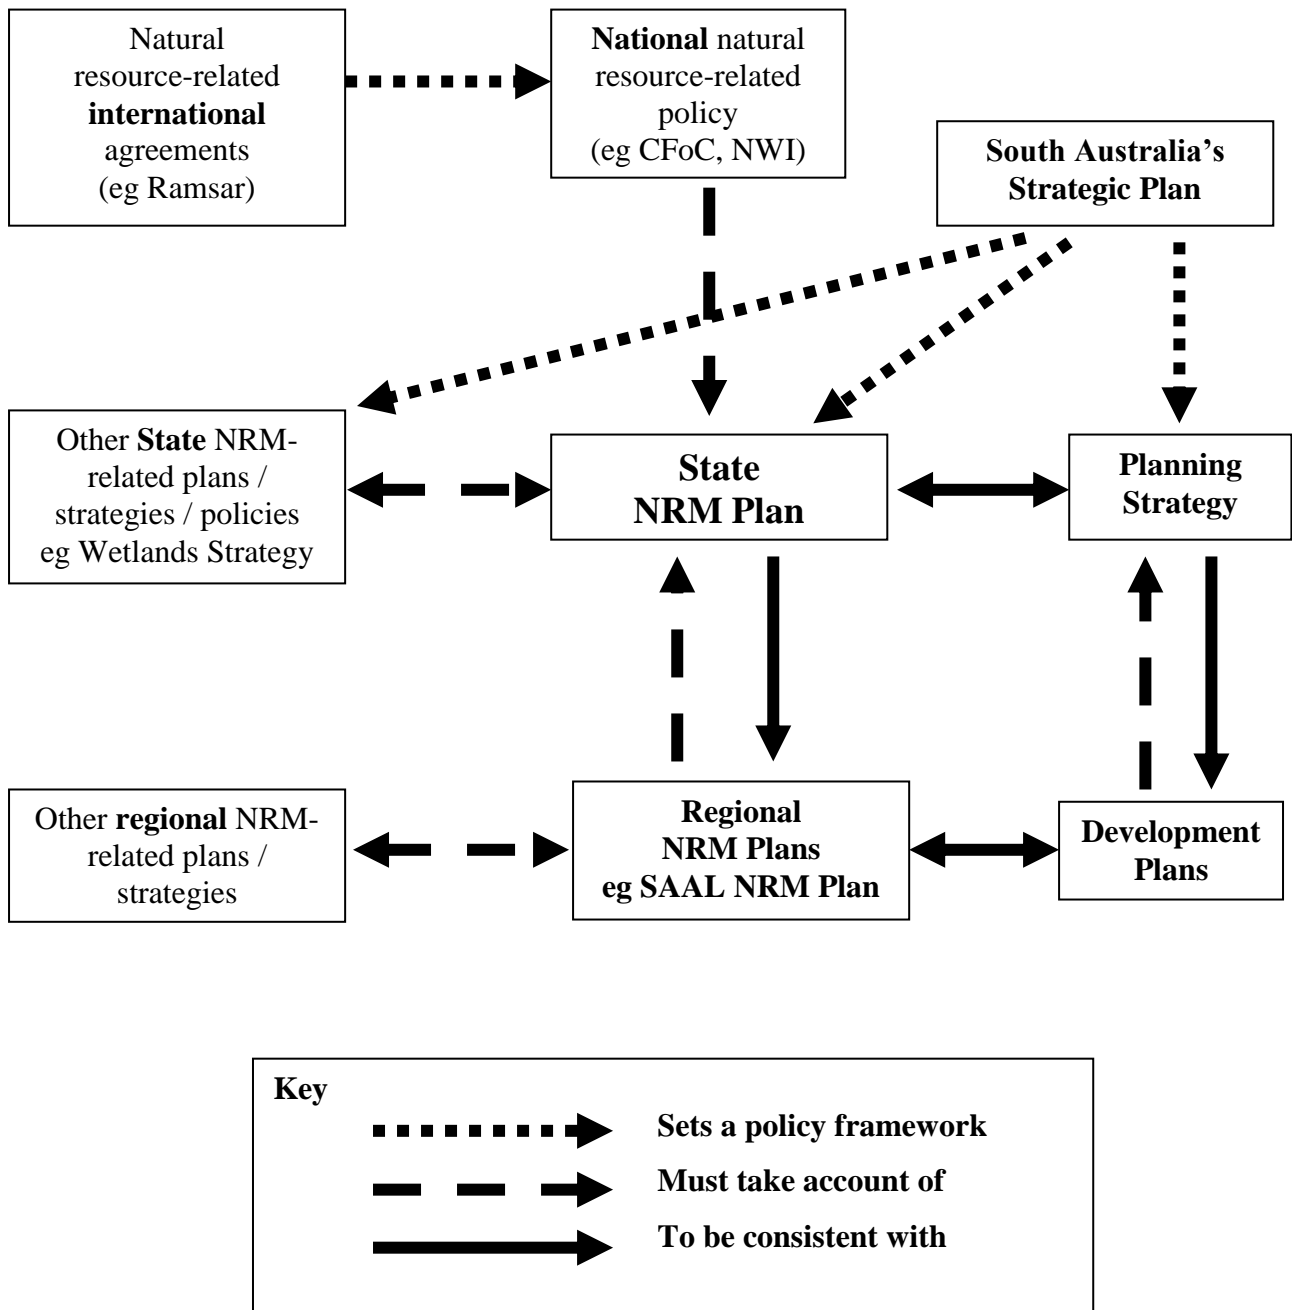 Natural
resource-related
international
agreements
(eg Ramsar)
National natural
resource-related
policy
(eg CFoC, NWI)
South Australia’s
Strategic Plan
Other State NRM-
related plans /
strategies / policies
eg Wetlands Strategy
State
NRM Plan
Planning
Strategy
Other regional NRM-
related plans /
strategies
Regional
NRM Plans
eg SAAL NRM Plan
Development
Plans
Key
Sets a policy framework
Must take account of
To be consistent with